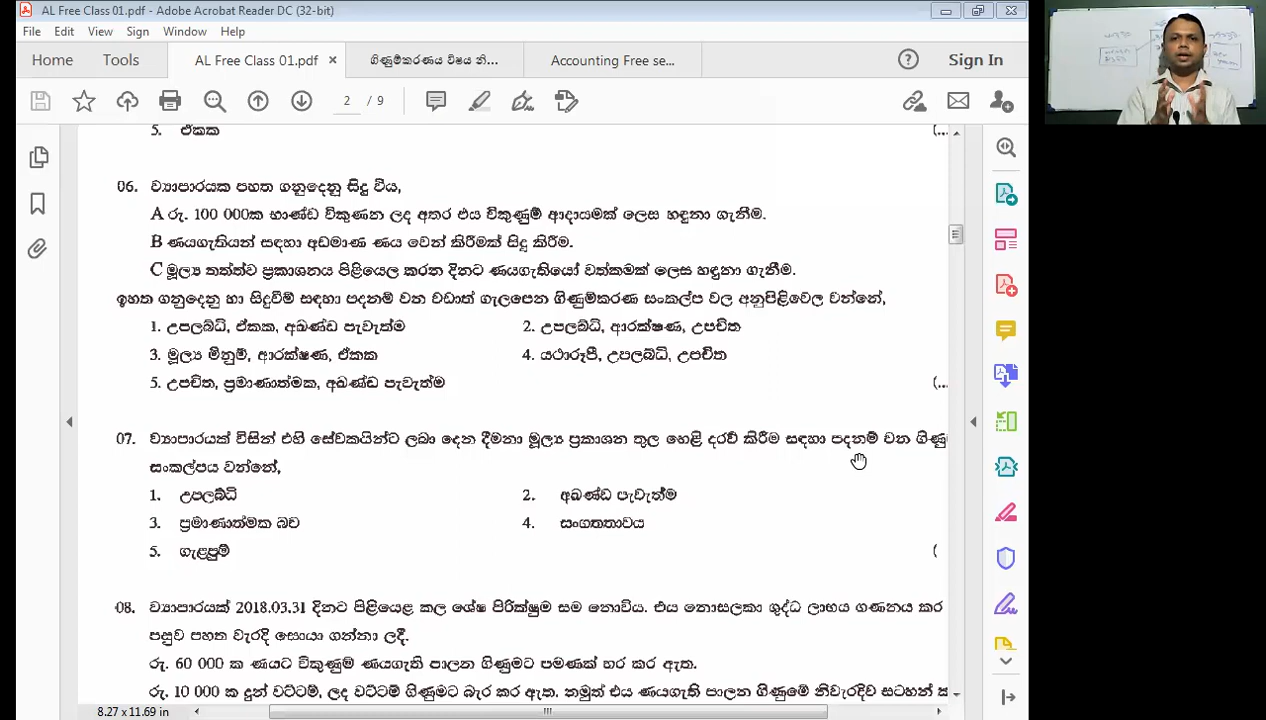 AL Free Class 01.pdf - Adobe Acrobat Reader DC (32-bit)
File Edit View Sign Window Help
Home Tools AL Free Class 01.pdf × ගිණුම්කරණය විෂය නි... Accounting Free se... Sign In
2 / 9
5. ඒකක (...
06. ව්‍යාපාරයක පහත ගනුදෙනු සිදු විය,
A රු. 100 000ක භාණ්ඩ විකුණන ලද අතර එය විකුණුම් ආදායමක් ලෙස හඳුනා ගැනීම.
B ණයගැතියන් සඳහා අඩමාණ ණය වෙන් කිරීමක් සිදු කිරීම.
C මූල්‍ය තත්ත්ව ප්‍රකාශනය පිළියෙල කරන දිනට ණයගැතියෝ වත්කමක් ලෙස හඳුනා ගැනීම.
ඉහත ගනුදෙනු හා සිදුවීම් සඳහා පදනම් වන වඩාත් ගැලපෙන ගිණුම්කරණ සංකල්ප වල අනුපිළිවෙල වන්නේ,
1. උපලබ්ධි, ඒකක, අඛණ්ඩ පැවැත්ම 2. උපලබ්ධි, ආරක්ෂණ, උපචිත
3. මූල්‍ය මිනුම්, ආරක්ෂණ, ඒකක 4. යථාරූපී, උපලබ්ධි, උපචිත
5. උපචිත, ප්‍රමාණාත්මක, අඛණ්ඩ පැවැත්ම (...
07. ව්‍යාපාරයක් විසින් එහි සේවකයින්ට ලබා දෙන දීමනා මූල්‍ය ප්‍රකාශන තුල හෙළි දරව් කිරීම සඳහා පදනම් වන ගිණු
සංකල්පය වන්නේ,
1. උපලබ්ධි 2. අඛණ්ඩ පැවැත්ම
3. ප්‍රමාණාත්මක බව 4. සංගතතාවය
5. ගැළපුම් (
08. ව්‍යාපාරයක් 2018.03.31 දිනට පිළියෙළ කල ශේෂ පිරික්ෂුම සම නොවිය. එය නොසලකා ශුද්ධ ලාභය ගණනය කර
පසුව පහත වැරදි සොයා ගන්නා ලදී.
රු. 60 000 ක ණයට විකුණුම් ණයගැති පාලන ගිණුමට පමණක් හර කර ඇත.
රු. 10 000 ක දුන් වට්ටම්, ලද වට්ටම් ගිණුමට බැර කර ඇත. නමුත් එය ණයගැති පාලන ගිණුමේ නිවැරදිව සටහන් ක
8.27 x 11.69 in